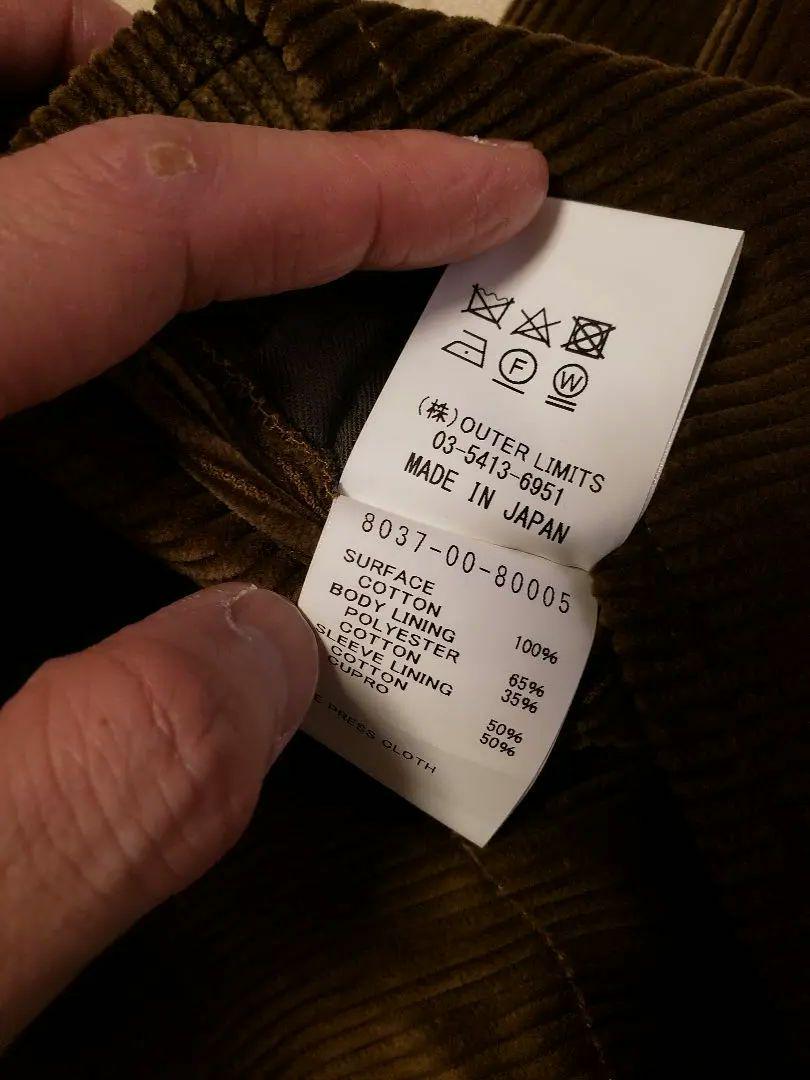 F W
(株)OUTER LIMITS
03-5413-6951
MADE IN JAPAN
8037-00-80005
SURFACE
COTTON 100%
BODY LINING
POLYESTER 65%
COTTON 35%
SLEEVE LINING
COTTON 50%
CUPRO 50%
PRESS CLOTH